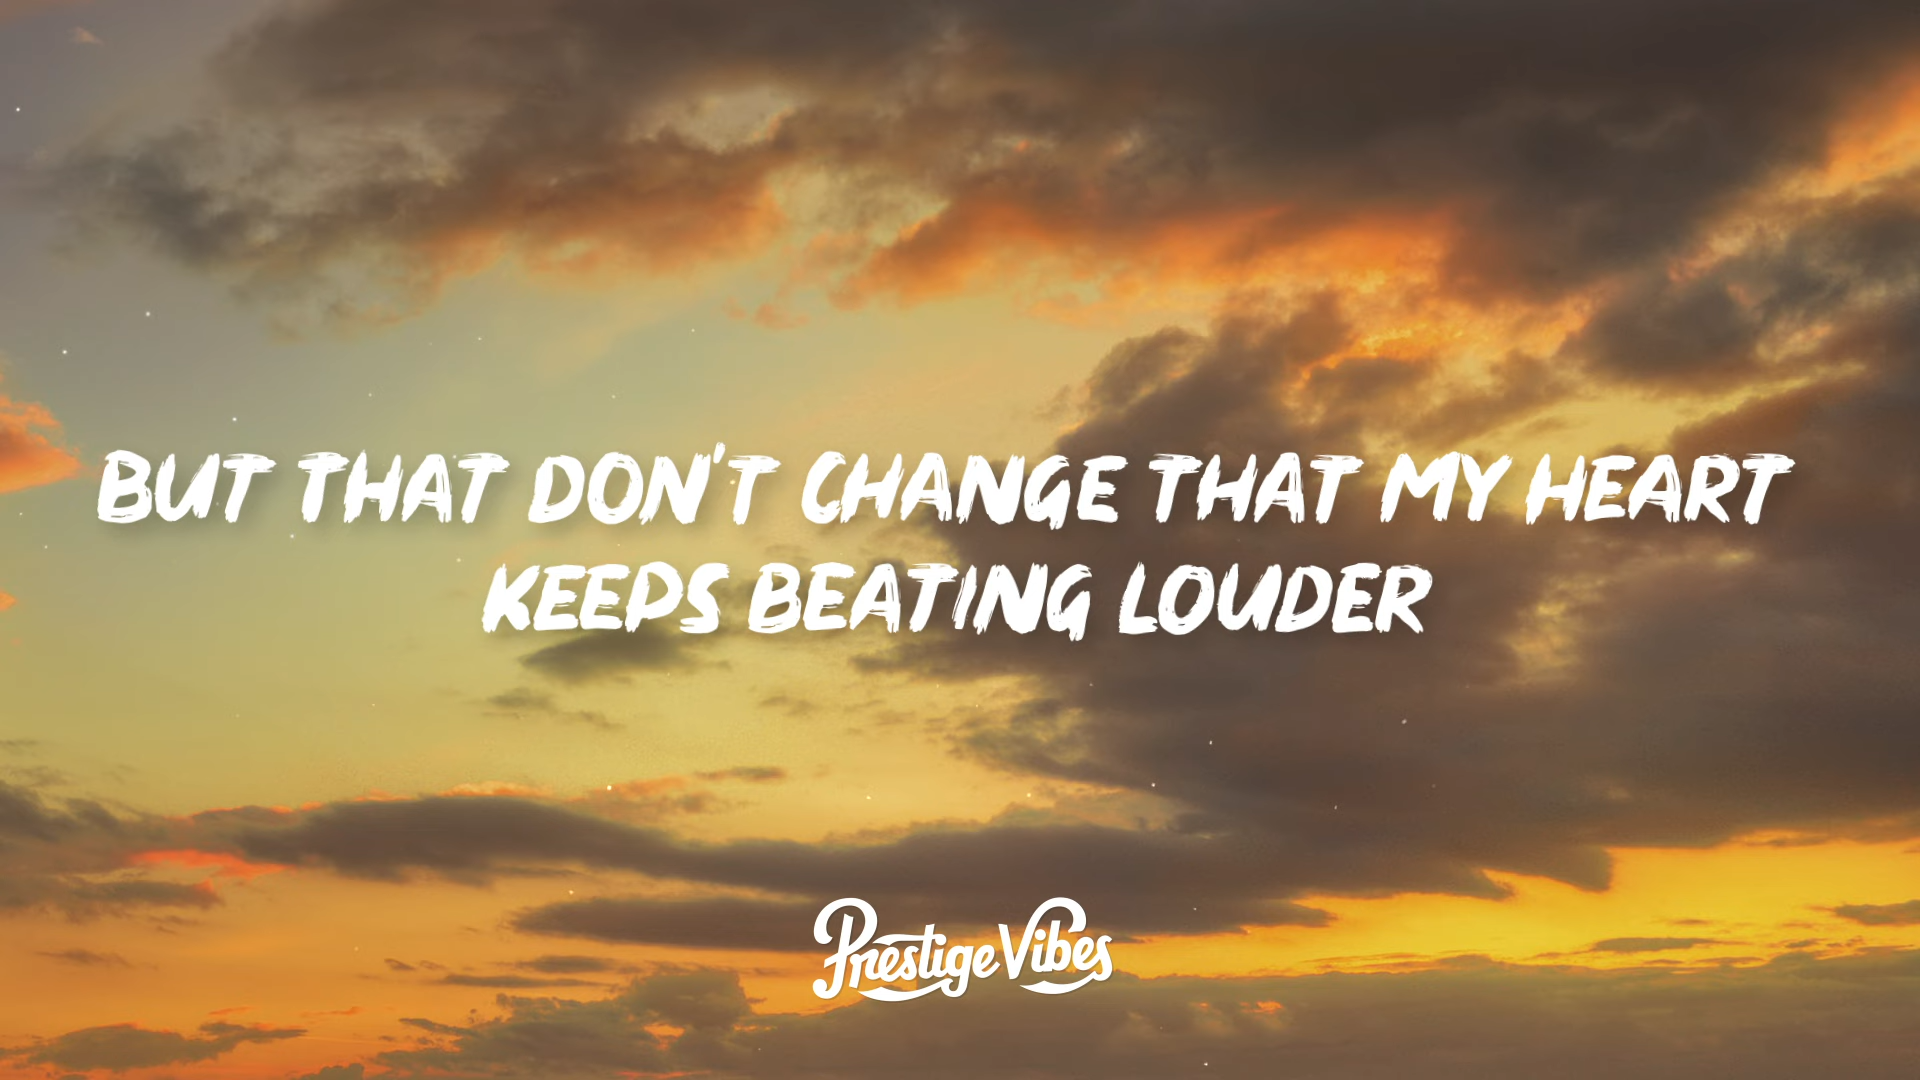 BUT THAT DON'T CHANGE THAT MY HEART
KEEPS BEATING LOUDER
Prestige Vibes